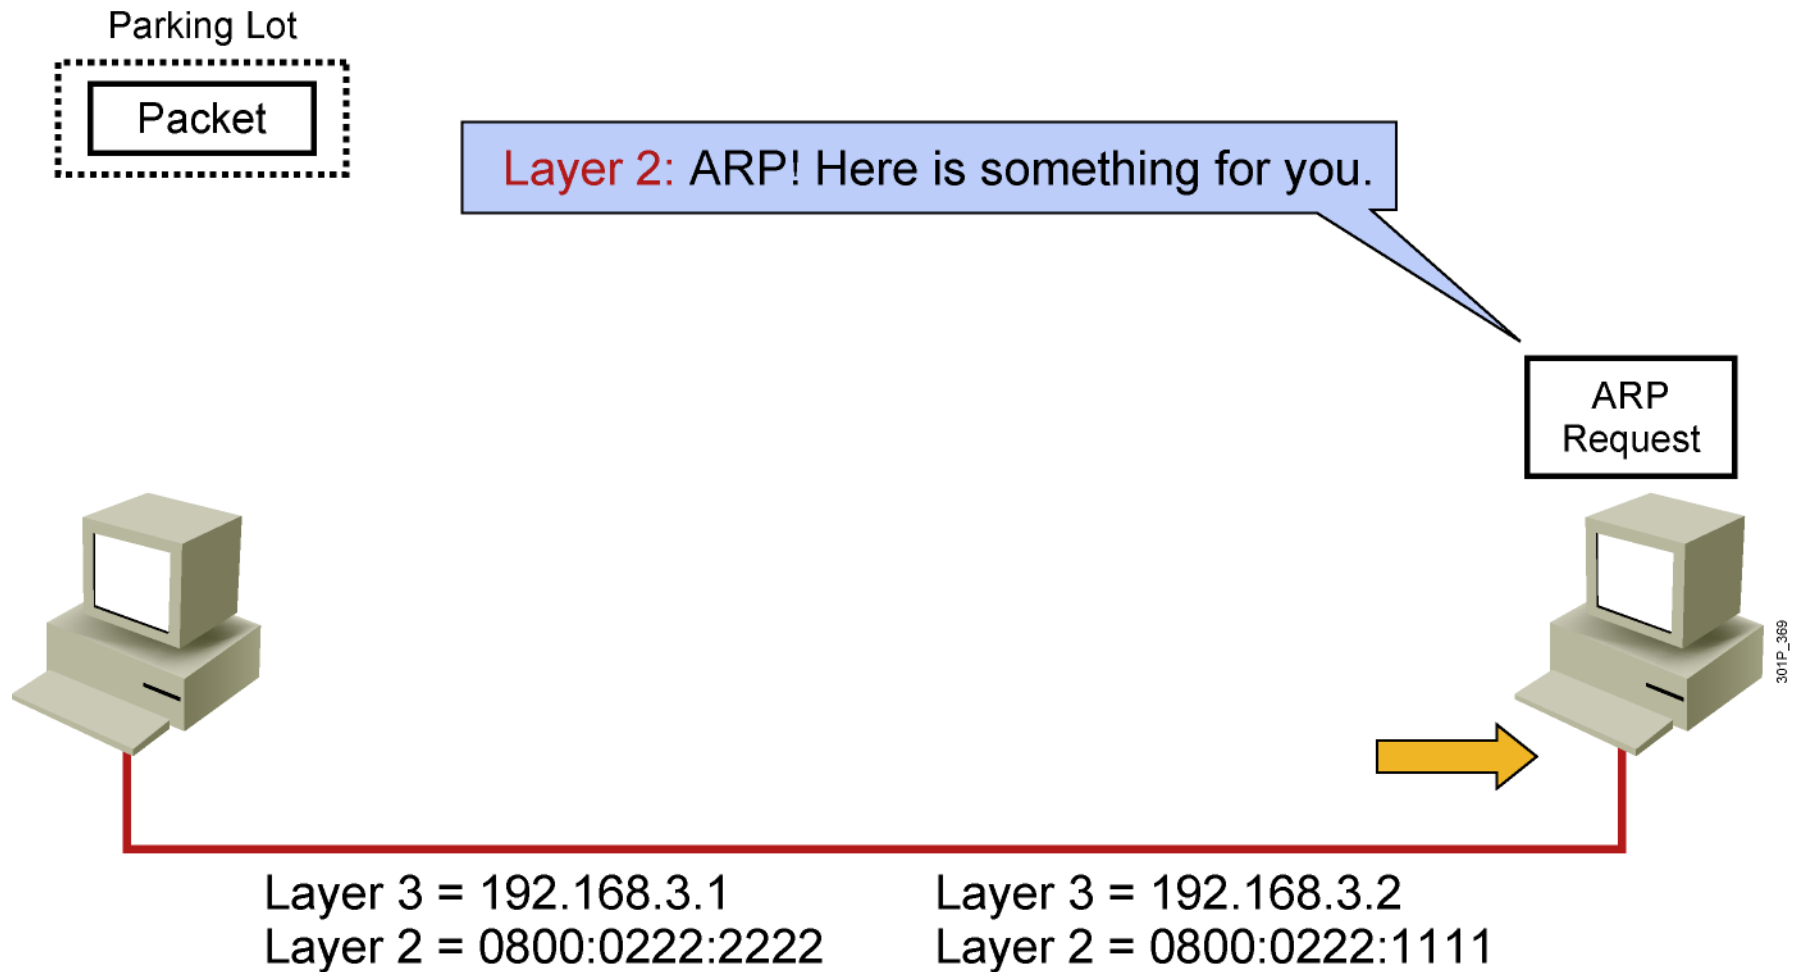 Parking Lot
Packet
Layer 2: ARP! Here is something for you.
ARP
Request
301P_369
Layer 3 = 192.168.3.1
Layer 2 = 0800:0222:2222
Layer 3 = 192.168.3.2
Layer 2 = 0800:0222:1111